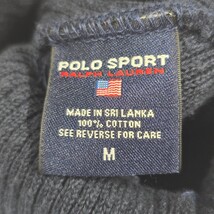 POLO SPORT
RALPH LAUREN
MADE IN SRI LANKA
100% COTTON
SEE REVERSE FOR CARE
M